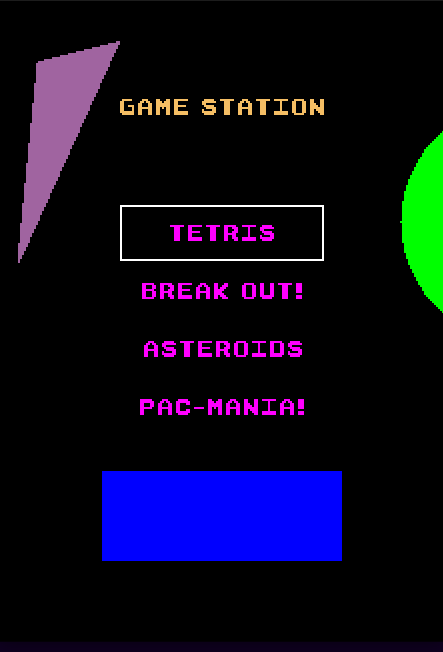 GAME STATION
TETRIS
BREAK OUT!
ASTEROIDS
PAC-MANIA!